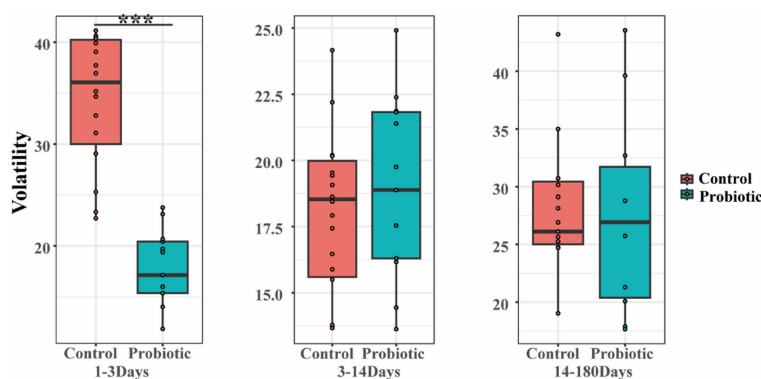 ***
Volatility
40
30
20
Control Probiotic
1-3Days
25.0
22.5
20.0
17.5
15.0
Control Probiotic
3-14Days
40
35
30
25
20
Control Probiotic
14-180Days
Control
Probiotic